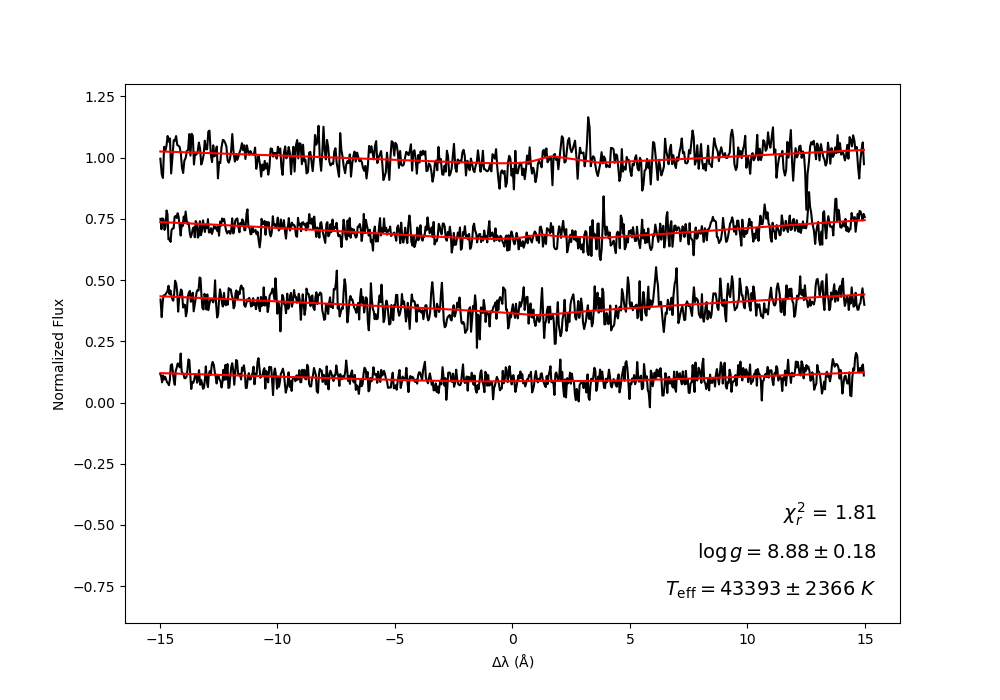 1.25
1.00
0.75
0.50
0.25
0.00
−0.25
−0.50
−0.75
Normalized Flux
χ²ᵣ = 1.81
log g = 8.88 ± 0.18
T_eff = 43393 ± 2366 K
−15 −10 −5 0 5 10 15
Δλ (Å)